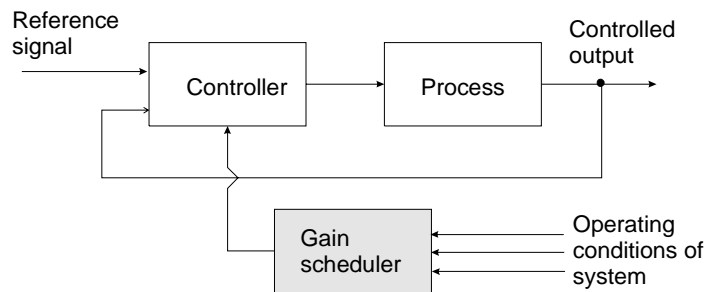 Reference
signal
Controller
Process
Controlled
output
Gain
scheduler
Operating
conditions of
system